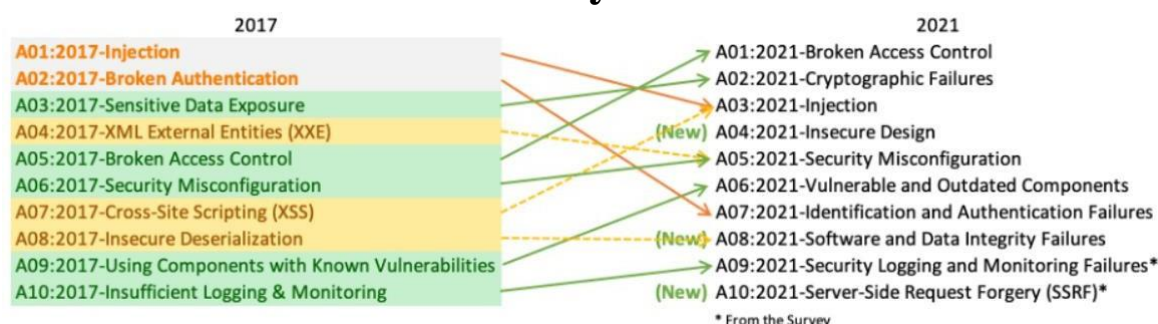 2017
A01:2017-Injection
A02:2017-Broken Authentication
A03:2017-Sensitive Data Exposure
A04:2017-XML External Entities (XXE)
A05:2017-Broken Access Control
A06:2017-Security Misconfiguration
A07:2017-Cross-Site Scripting (XSS)
A08:2017-Insecure Deserialization
A09:2017-Using Components with Known Vulnerabilities
A10:2017-Insufficient Logging & Monitoring
2021
A01:2021-Broken Access Control
A02:2021-Cryptographic Failures
A03:2021-Injection
(New) A04:2021-Insecure Design
A05:2021-Security Misconfiguration
A06:2021-Vulnerable and Outdated Components
A07:2021-Identification and Authentication Failures
(New) A08:2021-Software and Data Integrity Failures
A09:2021-Security Logging and Monitoring Failures*
(New) A10:2021-Server-Side Request Forgery (SSRF)*
* From the Survey